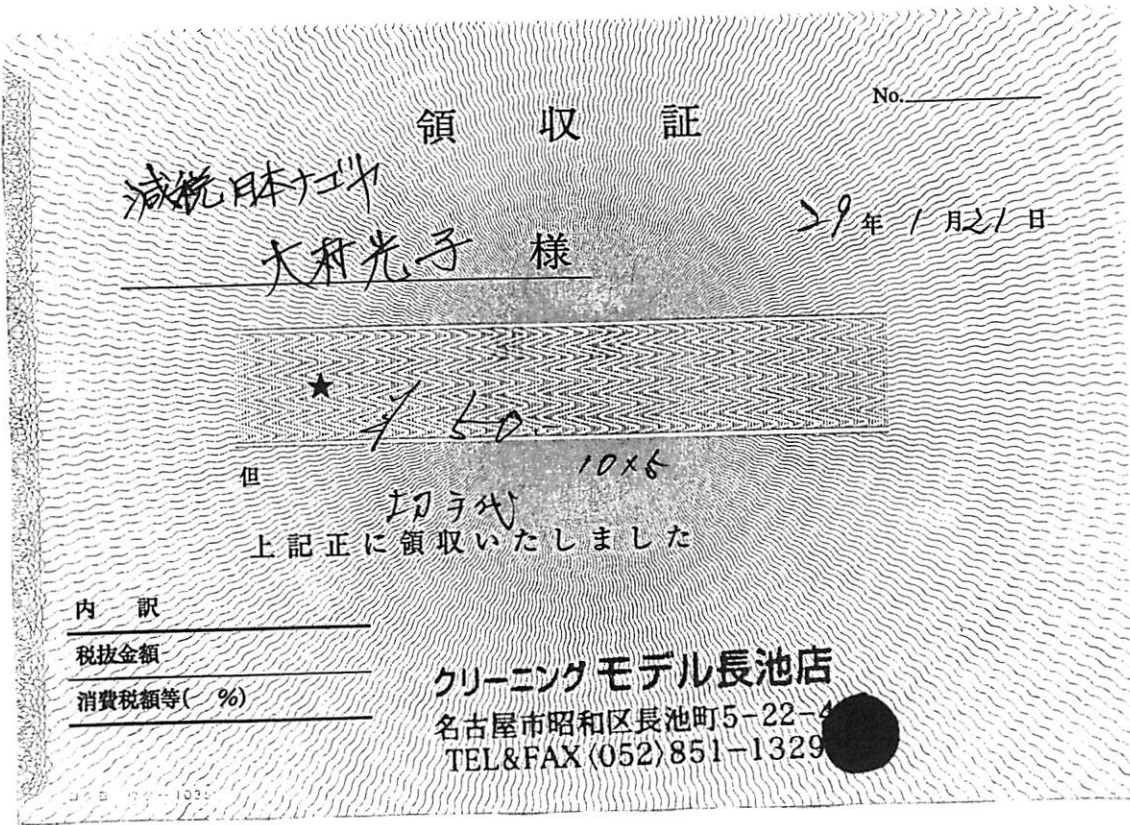 No.
領収証
減税日本ナゴヤ
大村光子 様
29年1月21日
★ ¥50.-
10×5
但
切手代
上記正に領収いたしました
内訳
税抜金額
消費税額等( %)
クリーニング モデル長池店
名古屋市昭和区長池町5-22-4
TEL&FAX(052)851-1329